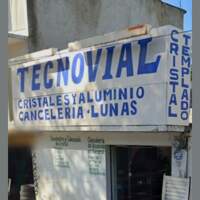 TECNOVIAL
CRISTALES Y ALUMINIO
CANCELERIA · LUNAS
CRISTAL
TEMPLADO